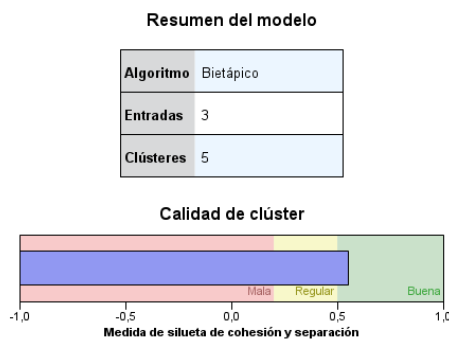 Resumen del modelo
Algoritmo Bietápico
Entradas 3
Clústeres 5
Calidad de clúster
Mala Regular Buena
-1,0 -0,5 0,0 0,5 1,0
Medida de silueta de cohesión y separación